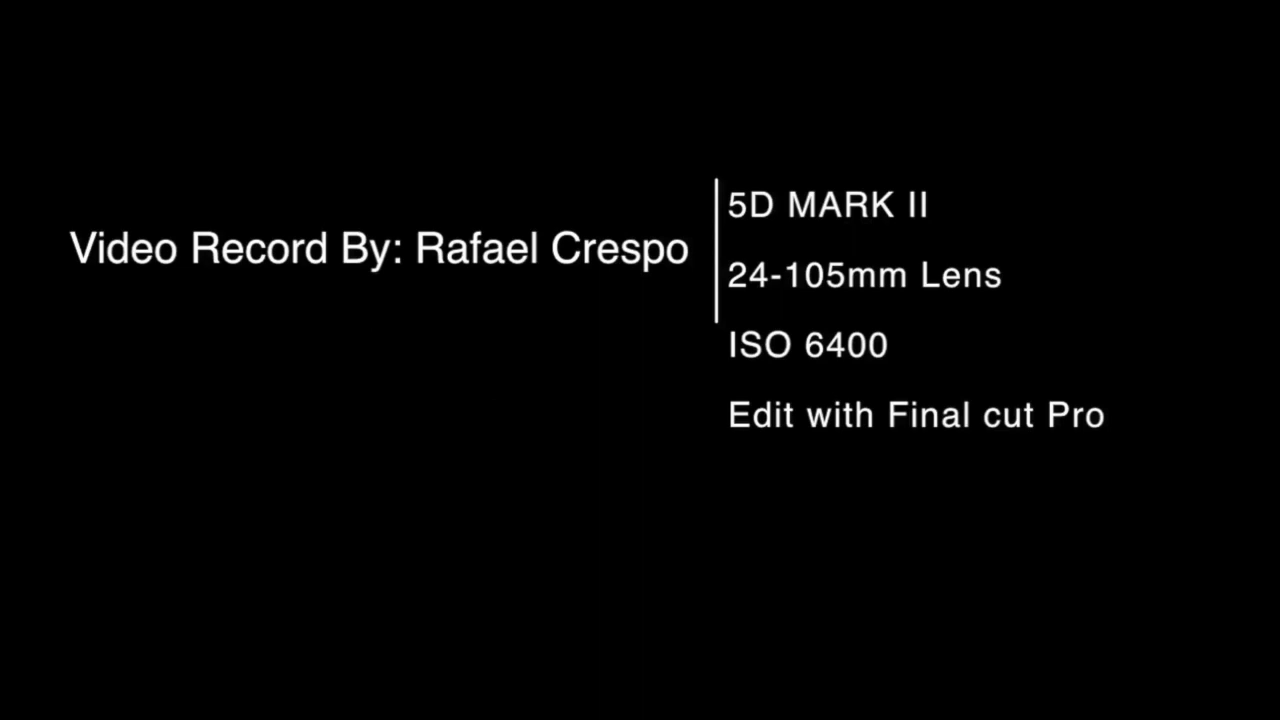 Video Record By: Rafael Crespo
5D MARK II
24-105mm Lens
ISO 6400
Edit with Final cut Pro